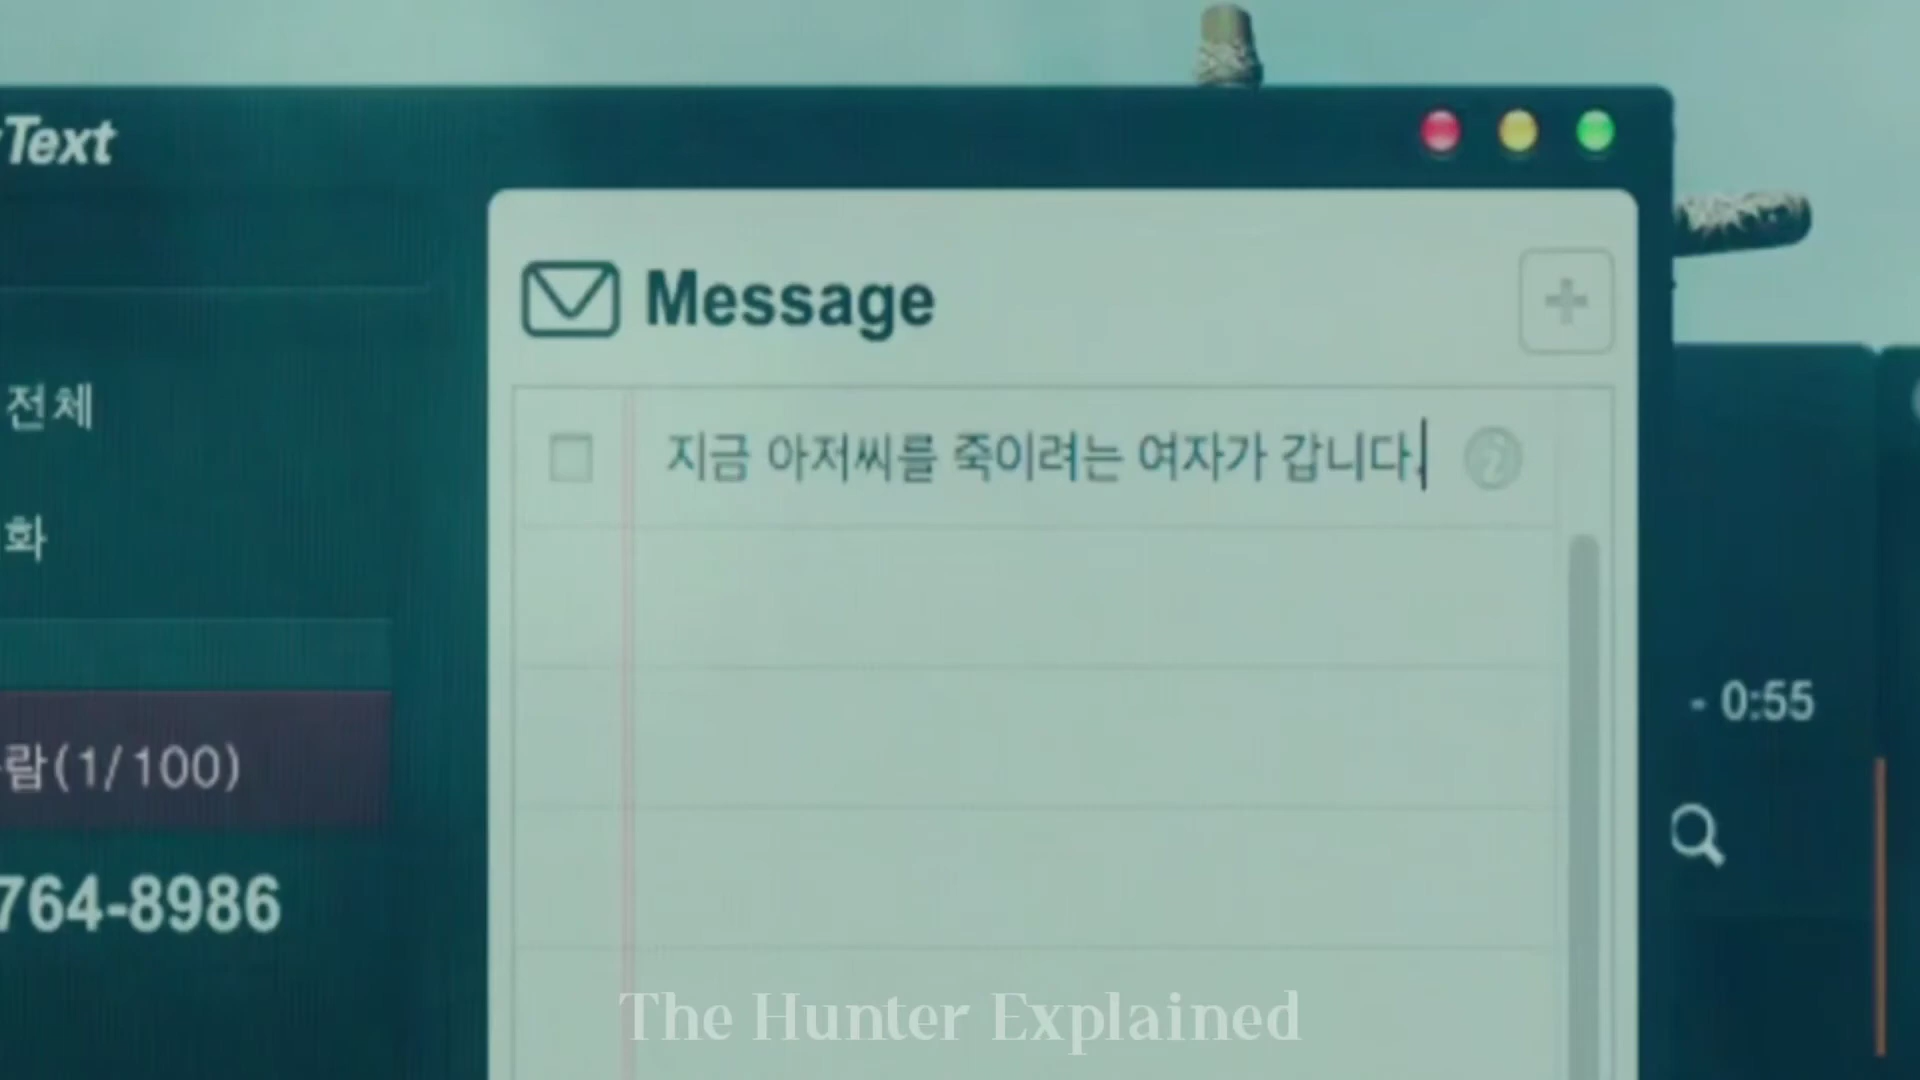 Text
Message
전체
지금 아저씨를 죽이려는 여자가 갑니다.
화
- 0:55
람(1/100)
764-8986
The Hunter Explained